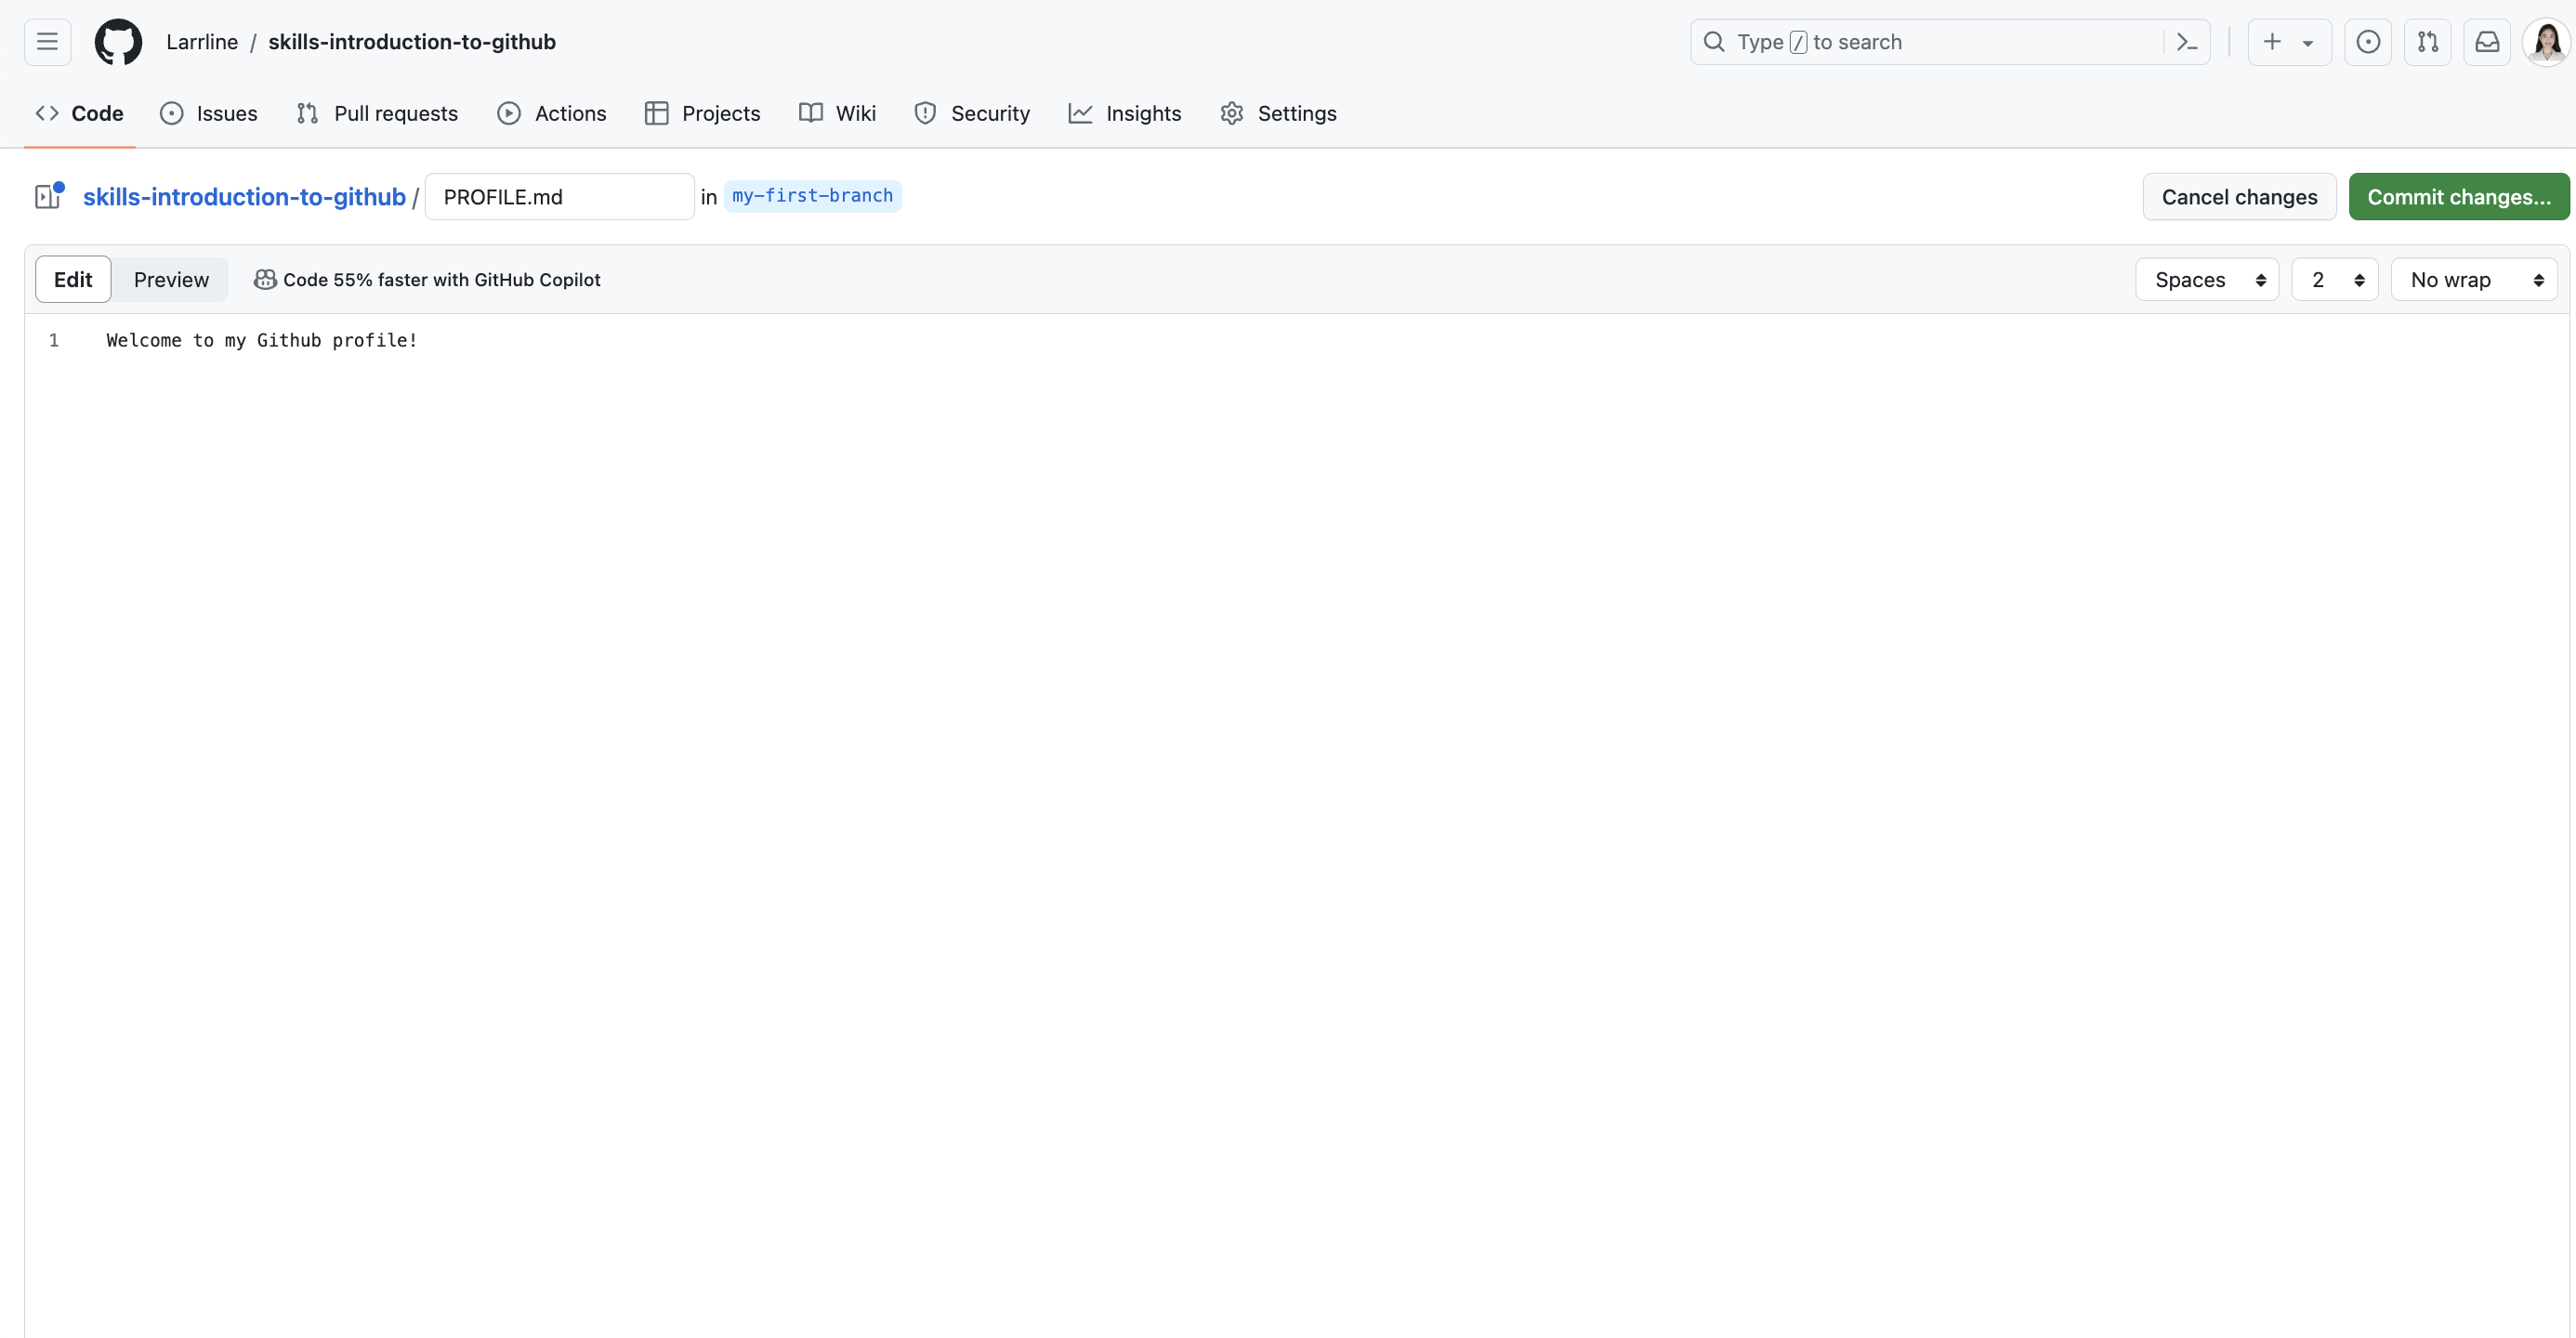 Larrline / skills-introduction-to-github
Type / to search
Code Issues Pull requests Actions Projects Wiki Security Insights Settings
skills-introduction-to-github / PROFILE.md in my-first-branch
Cancel changes Commit changes...
Edit Preview Code 55% faster with GitHub Copilot
Spaces 2 No wrap
1 Welcome to my Github profile!